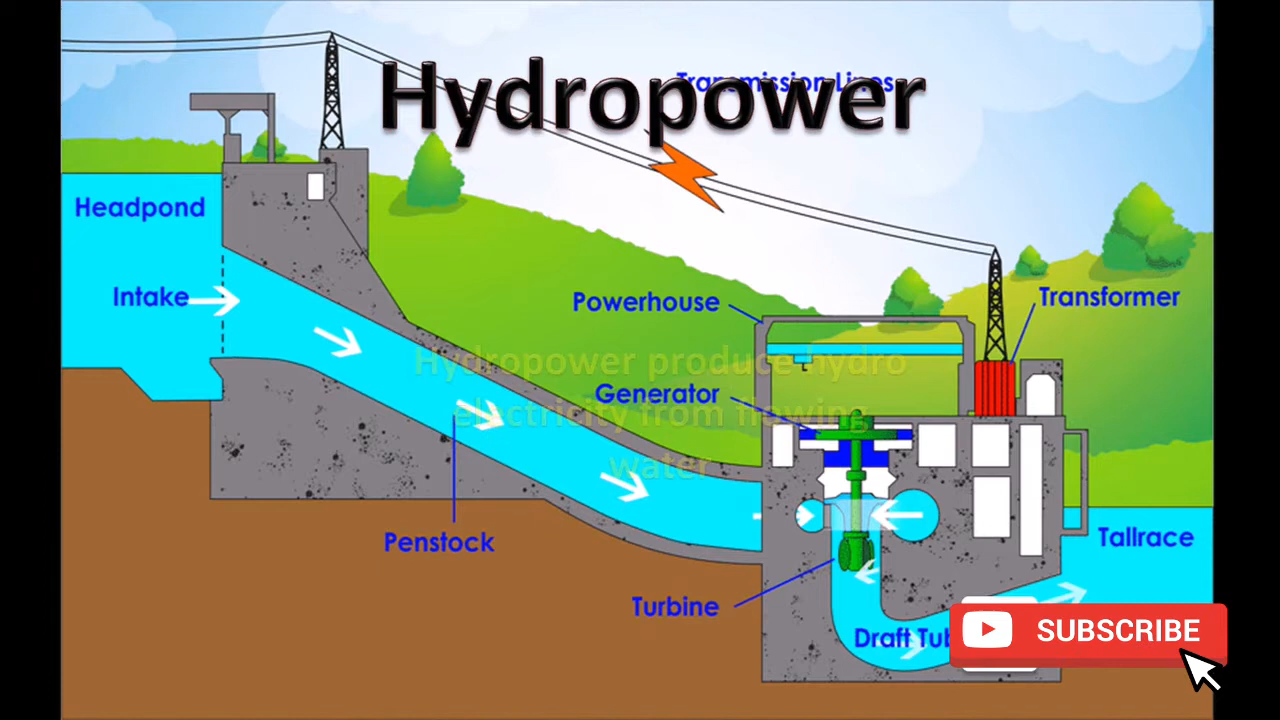 Hydropower
Transmission Lines
Headpond
Intake
Powerhouse
Transformer
Hydropower produce hydro
electricity from flowing
water
Generator
Penstock
Tallrace
Turbine
Draft Tub
SUBSCRIBE